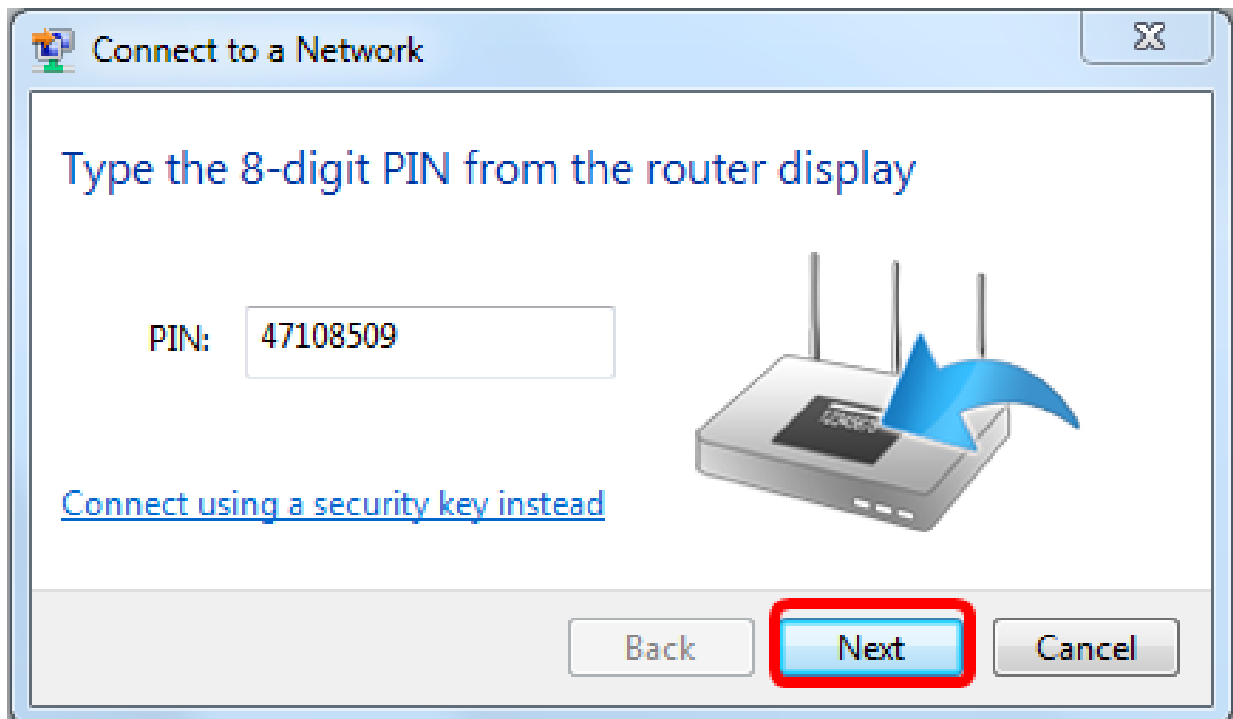 Connect to a Network
Type the 8-digit PIN from the router display
PIN: 47108509
Connect using a security key instead
Back Next Cancel